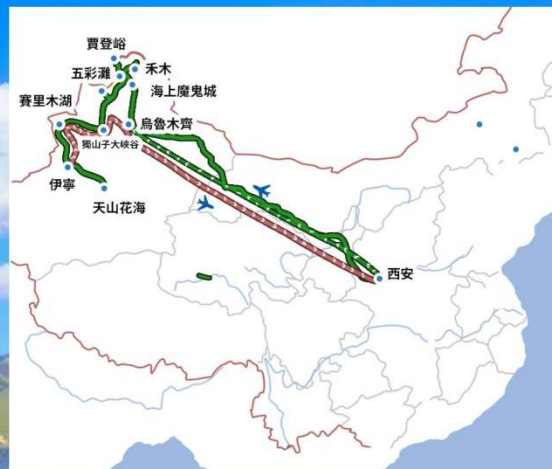 賈登峪
五彩灘
禾木
海上魔鬼城
賽里木湖
烏魯木齊
獨山子大峽谷
伊寧
天山花海
西安